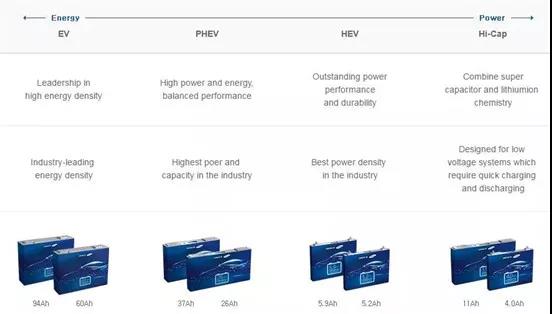 Energy Power
EV PHEV HEV Hi-Cap
Leadership in
high energy density
High power and energy,
balanced performance
Outstanding power
performance
and durability
Combine super
capacitor and lithiumion
chemistry
Industry-leading
energy density
Highest poer and
capacity in the industry
Best power density
in the industry
Designed for low
voltage systems which
require quick charging
and discharging
94Ah 60Ah 37Ah 26Ah 5.9Ah 5.2Ah 11Ah 4.0Ah